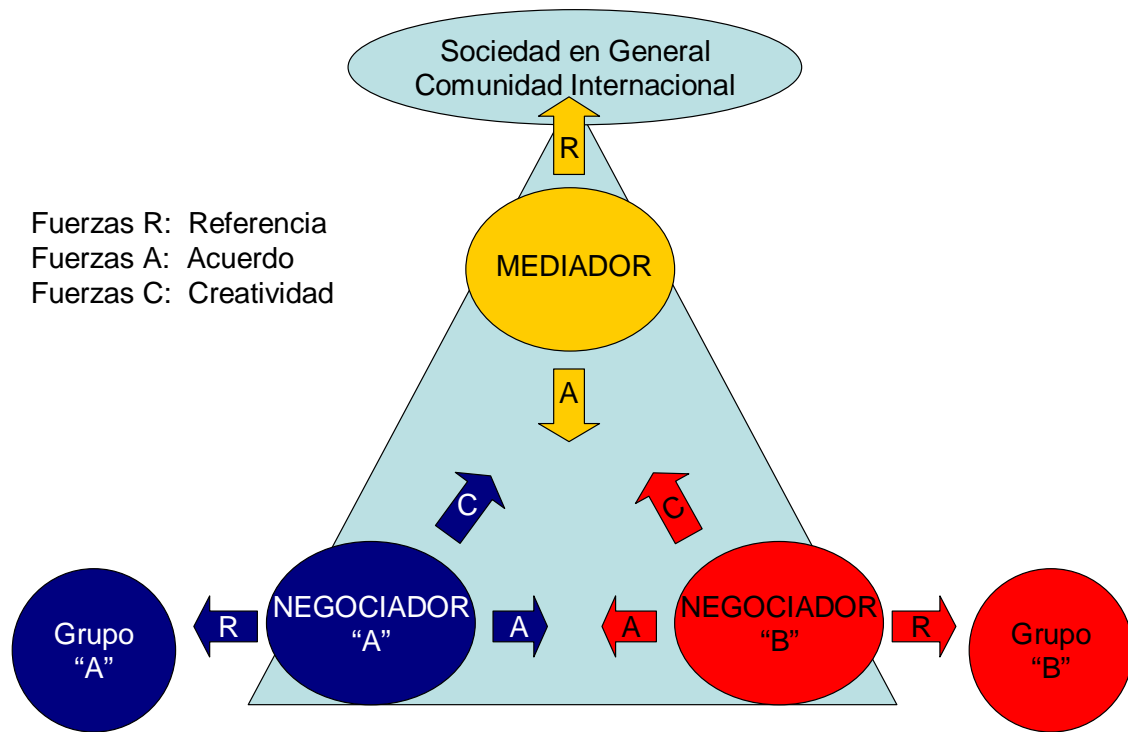 Sociedad en General
Comunidad Internacional
R
Fuerzas R:  Referencia
Fuerzas A:  Acuerdo
Fuerzas C:  Creatividad
MEDIADOR
A
C
C
Grupo
“A”
R
NEGOCIADOR
“A”
A
A
NEGOCIADOR
“B”
R
Grupo
“B”